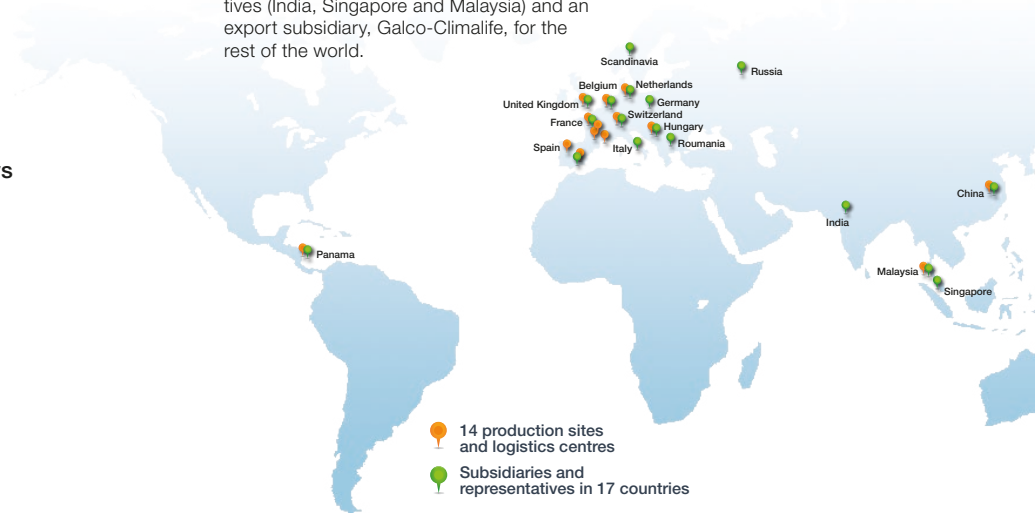 tives (India, Singapore and Malaysia) and an
export subsidiary, Galco-Climalife, for the
rest of the world.
rs
Scandinavia
Russia
Belgium
Netherlands
United Kingdom
Germany
Switzerland
France
Hungary
Spain
Italy
Roumania
China
India
Panama
Malaysia
Singapore
14 production sites
and logistics centres
Subsidiaries and
representatives in 17 countries